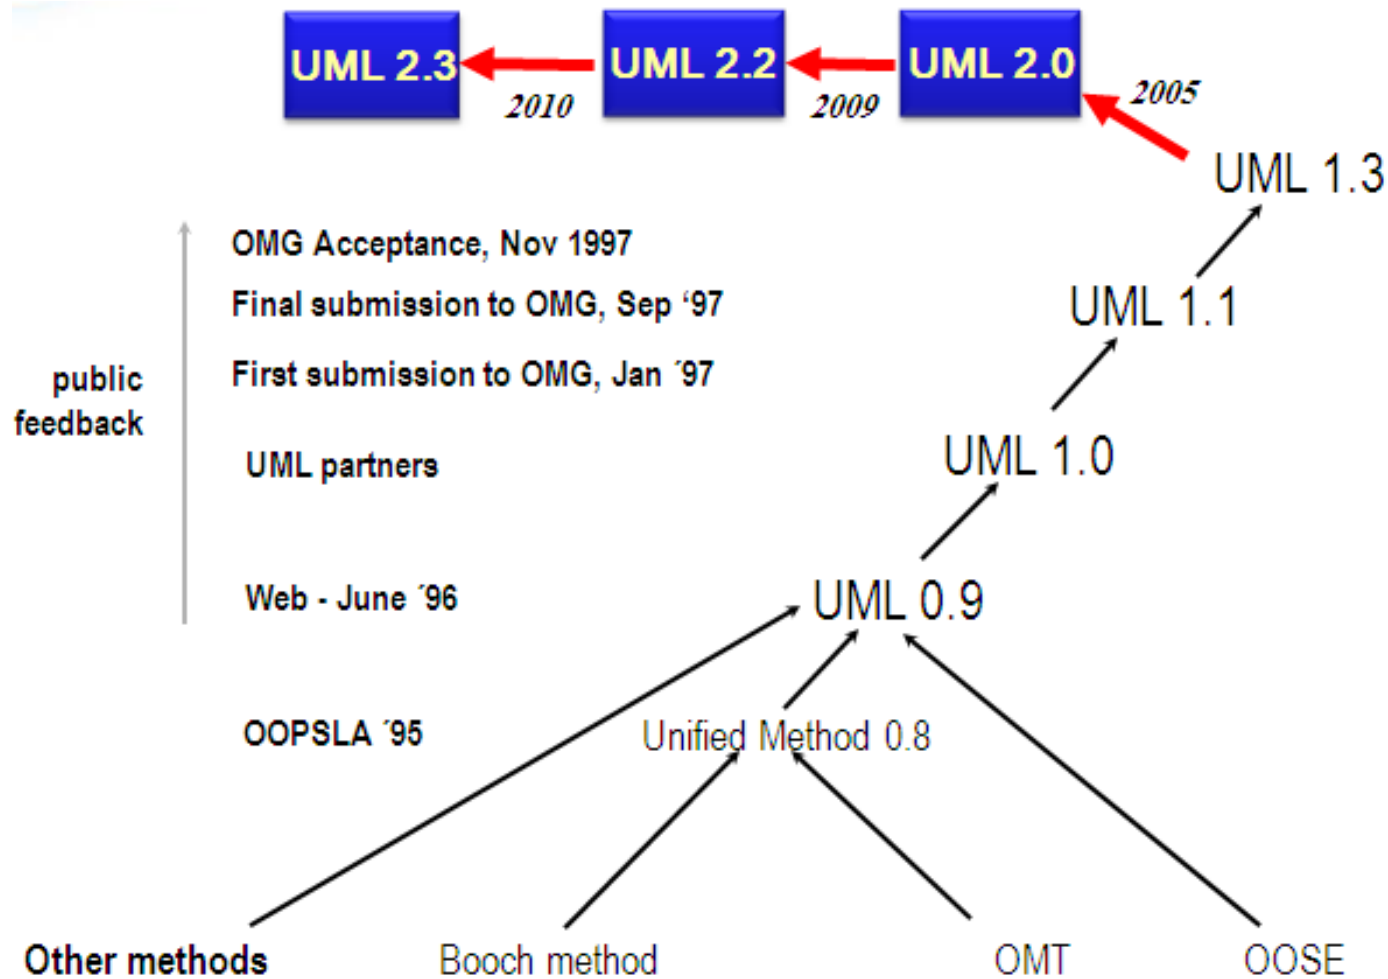 UML 2.3
UML 2.2
UML 2.0
2010
2009
2005
UML 1.3
OMG Acceptance, Nov 1997
Final submission to OMG, Sep ‘97
UML 1.1
First submission to OMG, Jan ´97
public
feedback
UML partners
UML 1.0
Web - June ´96
UML 0.9
OOPSLA ´95
Unified Method 0.8
Other methods
Booch method
OMT
OOSE